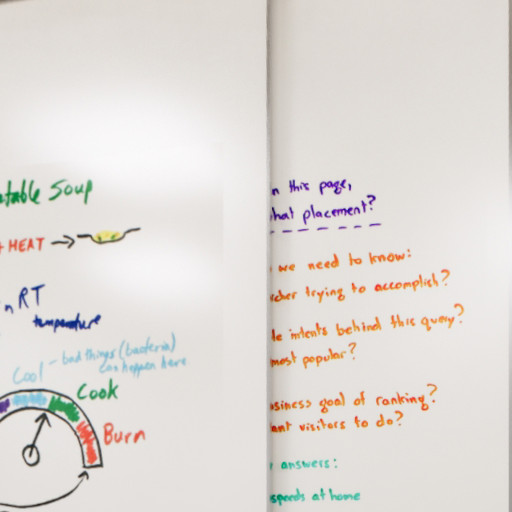 table Soup
+ HEAT →
nRT
temperature
Cool - bad things (bacteria)
can happen here.
Cook
Burn
n this page,
hat placement?
we need to know:
cher trying to accomplish?
le intents behind this query?
most popular?
siness goal of ranking?
ant visitors to do?
answers:
speeds at home